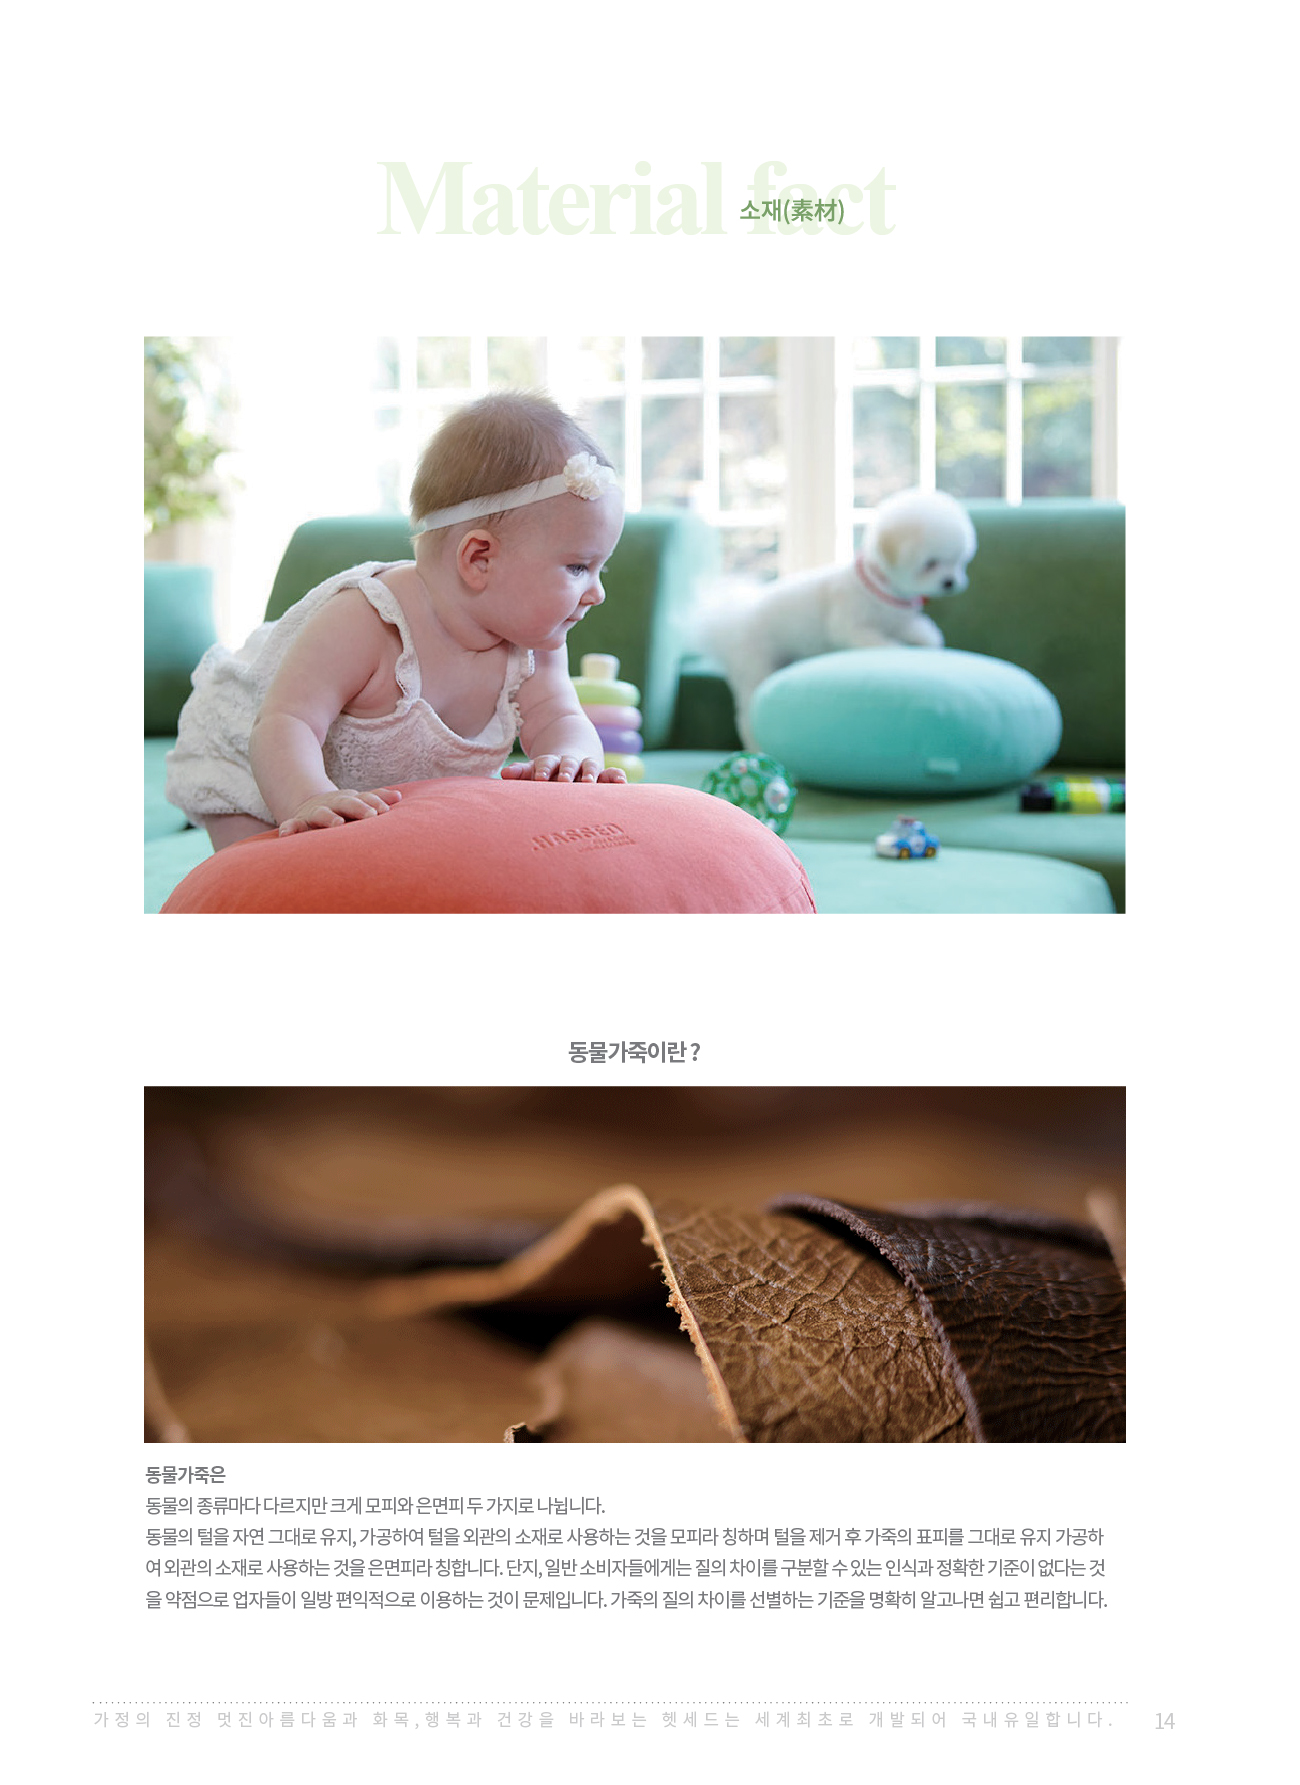 Material fact
소재(素材)
HASSED
동물가죽이란 ?
동물가죽은
동물의 종류마다 다르지만 크게 모피와 은면피 두 가지로 나뉩니다.
동물의 털을 자연 그대로 유지, 가공하여 털을 외관의 소재로 사용하는 것을 모피라 칭하며 털을 제거 후 가죽의 표피를 그대로 유지 가공하
여 외관의 소재로 사용하는 것을 은면피라 칭합니다. 단지, 일반 소비자들에게는 질의 차이를 구분할 수 있는 인식과 정확한 기준이 없다는 것
을 약점으로 업자들이 일방 편익적으로 이용하는 것이 문제입니다. 가죽의 질의 차이를 선별하는 기준을 명확히 알고나면 쉽고 편리합니다.
가정의 진정 멋진아름다움과 화목,행복과 건강을 바라보는 헷세드는 세계최초로 개발되어 국내유일합니다.
14